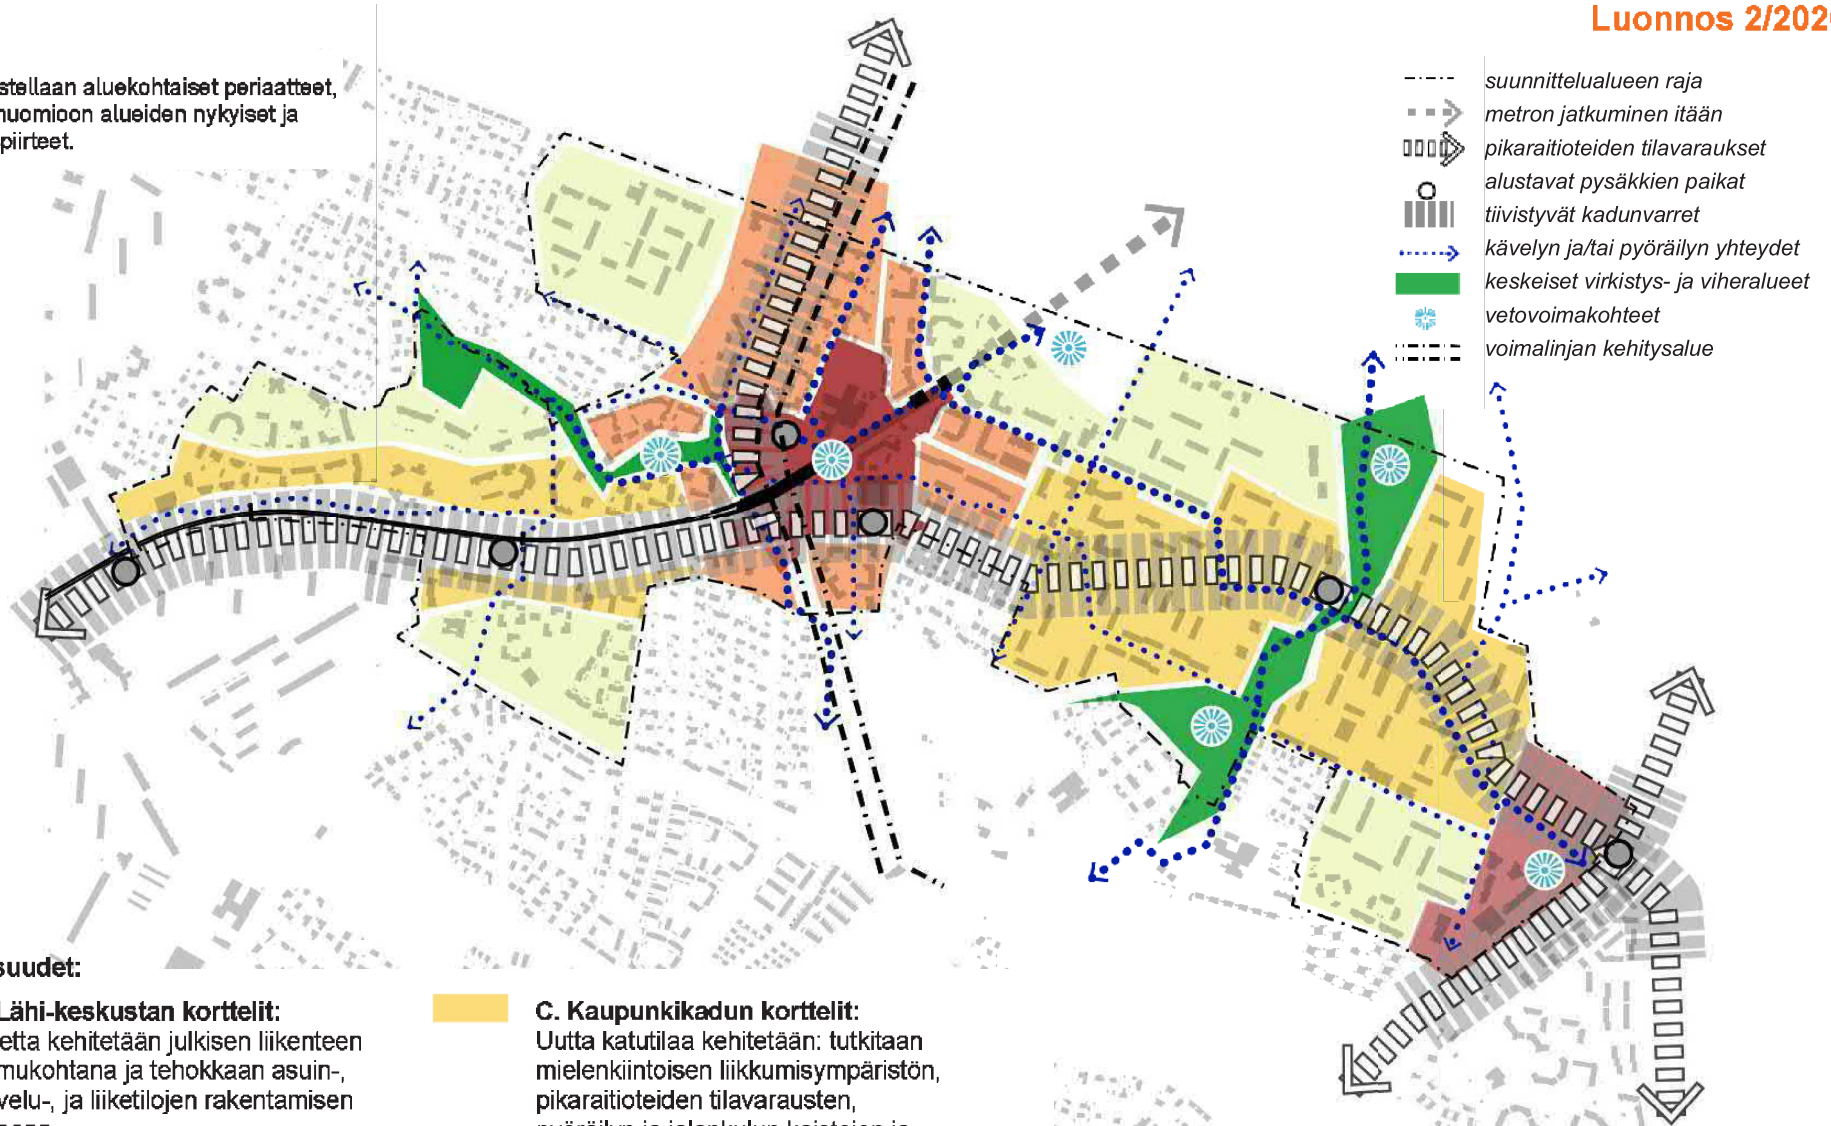 Luonnos 2/202
stellaan aluekohtaiset periaatteet,
huomioon alueiden nykyiset ja
piirteet.
suunnittelualueen raja
metron jatkuminen itään
pikaraitioteiden tilavaraukset
alustavat pysäkkien paikat
tiivistyvät kadunvarret
kävelyn ja/tai pyöräilyn yhteydet
keskeiset virkistys- ja viheralueet
vetovoimakohteet
voimalinjan kehitysalue
suudet:
Lähi-keskustan korttelit:
etta kehitetään julkisen liikenteen
mukohtana ja tehokkaan asuin-,
velu-, ja liiketilojen rakentamisen
C. Kaupunkikadun korttelit:
Uutta katutilaa kehitetään: tutkitaan
mielenkiintoisen liikkumisympäristön,
pikaraitioteiden tilavarausten,